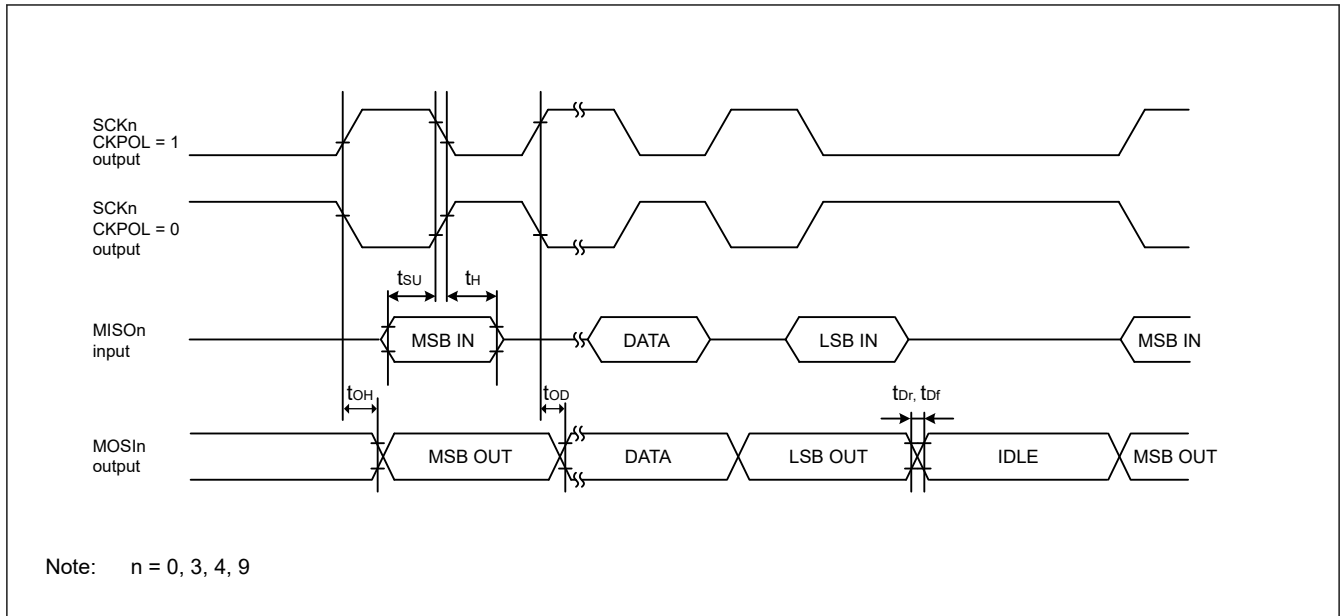 SCKn
CKPOL = 1
output
SCKn
CKPOL = 0
output
tSU
tH
MISOn
input
MSB IN
DATA
LSB IN
MSB IN
tOH
tOD
tDr, tDf
MOSIn
output
MSB OUT
DATA
LSB OUT
IDLE
MSB OUT
Note: n = 0, 3, 4, 9